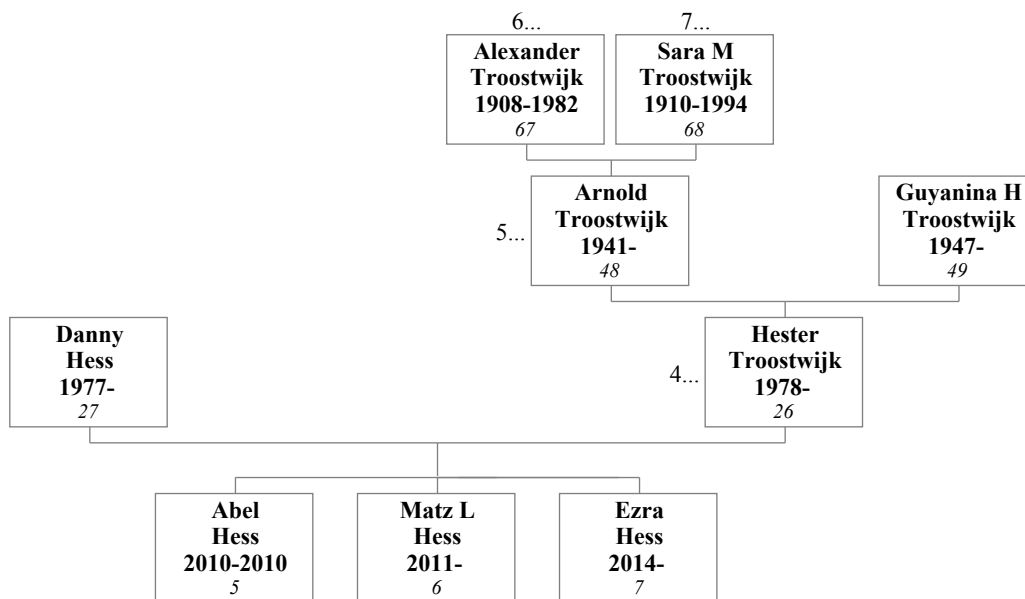 6...
7...
Alexander
Troostwijk
1908-1982
67
Sara M
Troostwijk
1910-1994
68
5...
Arnold
Troostwijk
1941-
48
Guyanina H
Troostwijk
1947-
49
Danny
Hess
1977-
27
4...
Hester
Troostwijk
1978-
26
Abel
Hess
2010-2010
5
Matz L
Hess
2011-
6
Ezra
Hess
2014-
7